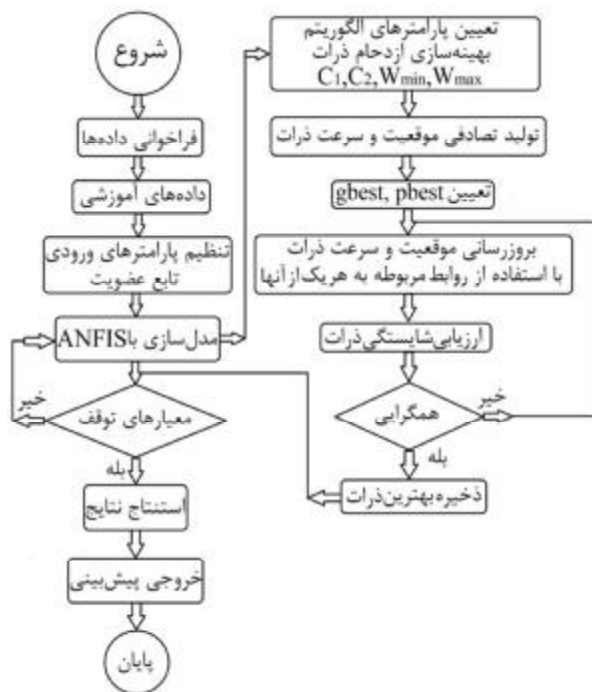 شروع
فراخوانی داده‌ها
داده‌های آموزشی
تنظیم پارامترهای ورودی
تابع عضویت
مدل‌سازی با ANFIS
خیر
معیارهای توقف
بله
استنتاج نتایج
خروجی پیش‌بینی
پایان
تعیین پارامترهای الگوریتم
بهینه‌سازی ازدحام ذرات
C1,C2,Wmin,Wmax
تولید تصادفی موقعیت و سرعت ذرات
تعیین gbest, pbest
بروزرسانی موقعیت و سرعت ذرات
با استفاده از روابط مربوطه به هریک از آنها
ارزیابی شایستگی ذرات
همگرایی
خیر
بله
ذخیره بهترین ذرات